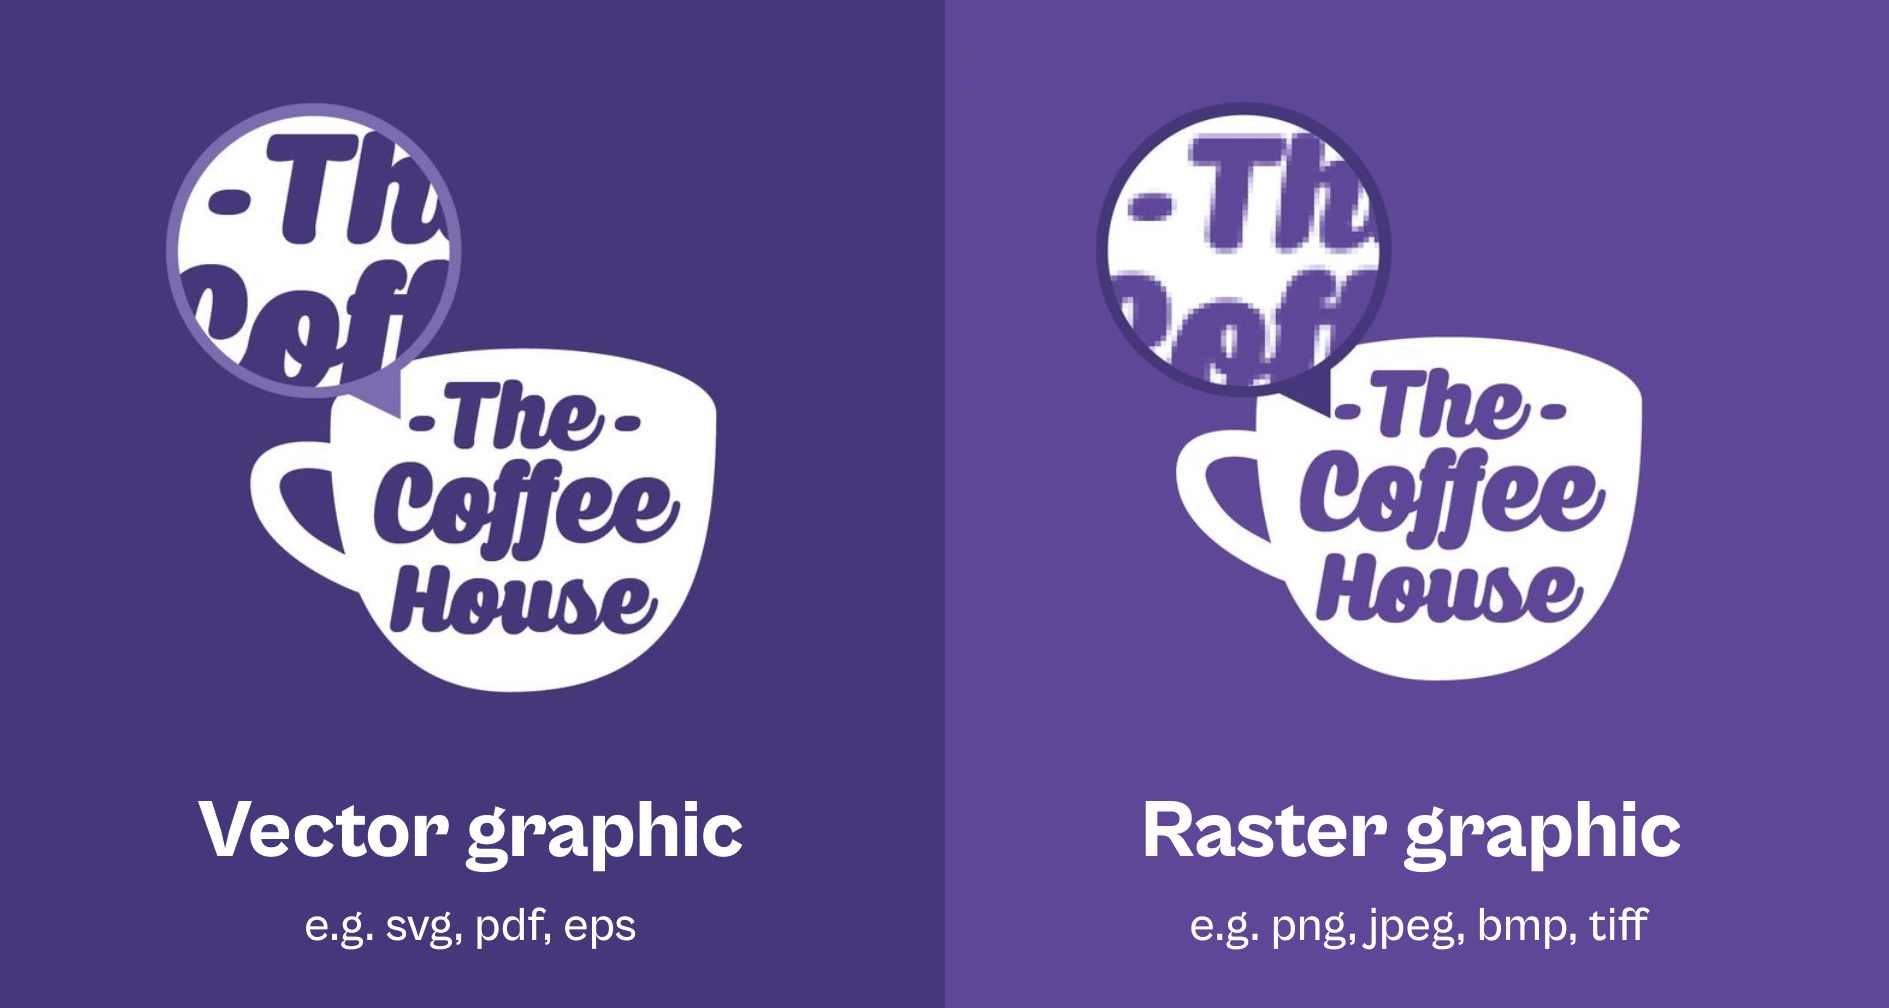 -Th
Coff
-The-
Coffee
House
Vector graphic
e.g. svg, pdf, eps
-Th
Coff
-The-
Coffee
House
Raster graphic
e.g. png, jpeg, bmp, tiff